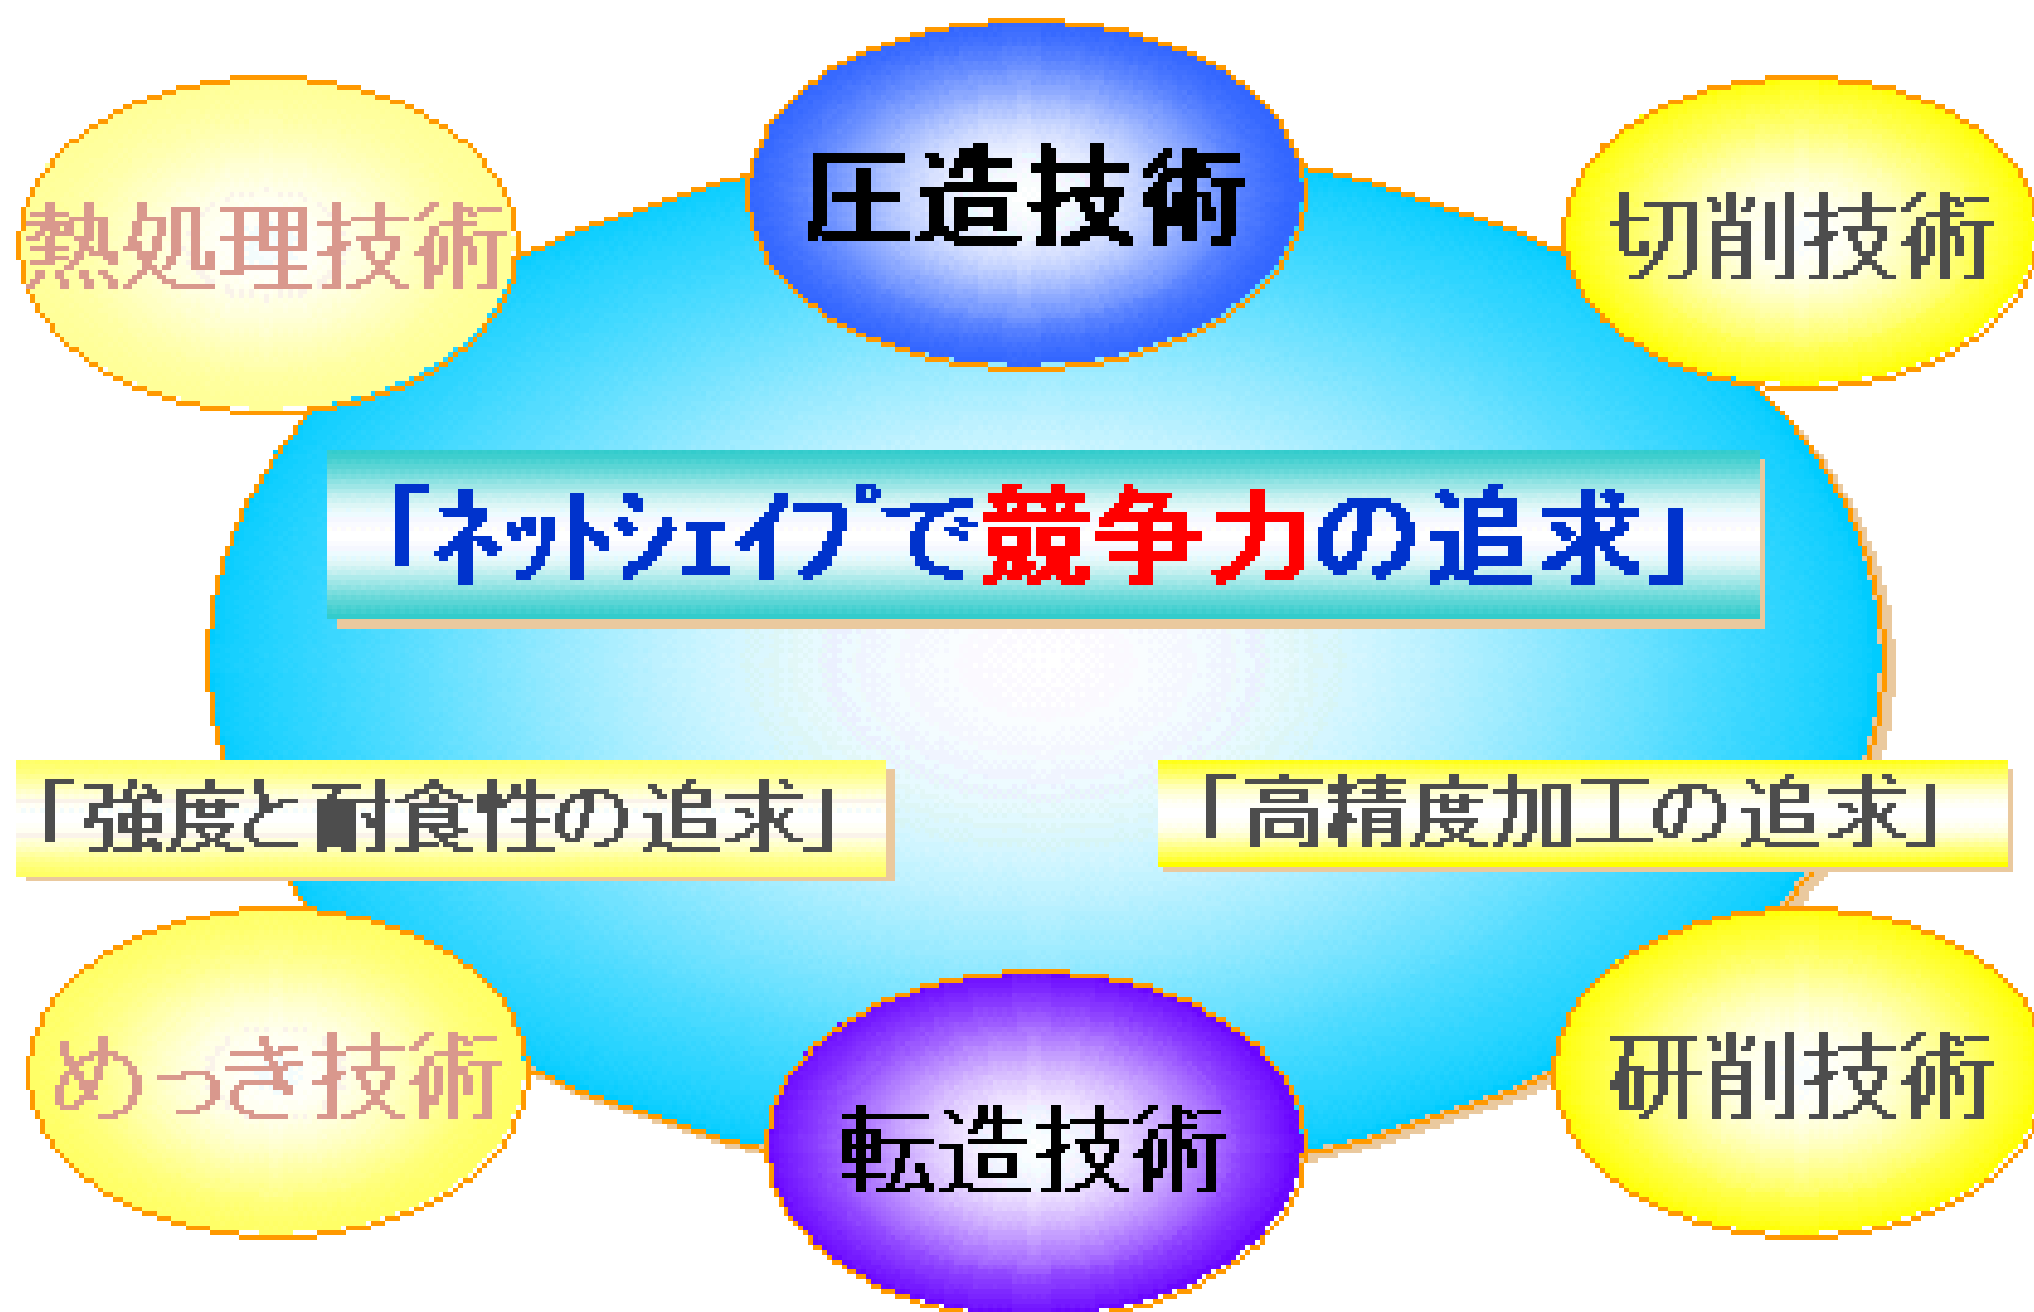 圧造技術
熱処理技術
切削技術
「ﾈｯﾄｼｪｲﾌﾟで競争力の追求」
「強度と耐食性の追求」
「高精度加工の追求」
めっき技術
研削技術
転造技術